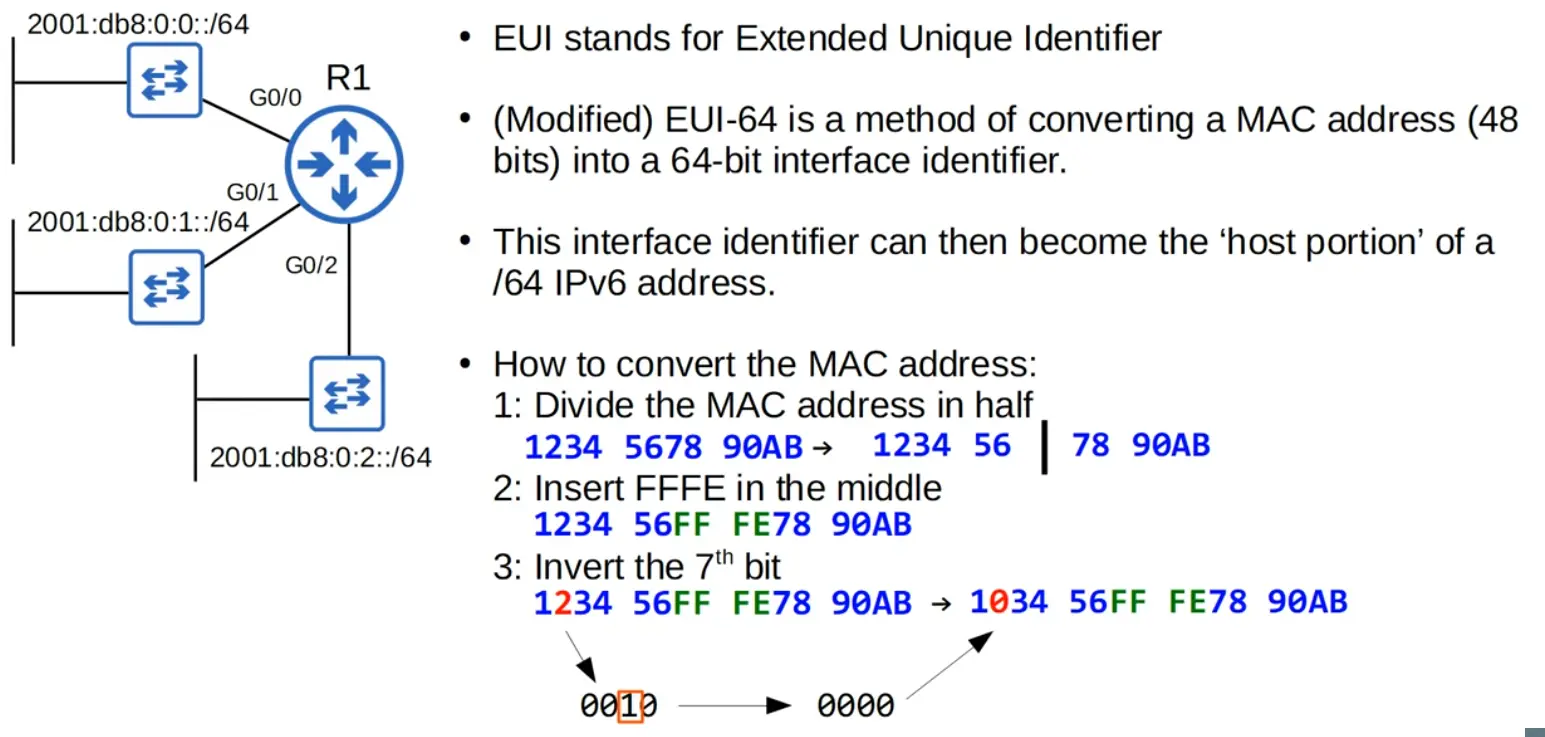 2001:db8:0:0::/64
R1
G0/0
G0/1
2001:db8:0:1::/64
G0/2
2001:db8:0:2::/64
• EUI stands for Extended Unique Identifier
• (Modified) EUI-64 is a method of converting a MAC address (48
bits) into a 64-bit interface identifier.
• This interface identifier can then become the ‘host portion’ of a
/64 IPv6 address.
• How to convert the MAC address:
1: Divide the MAC address in half
1234 5678 90AB → 1234 56 | 78 90AB
2: Insert FFFE in the middle
1234 56FF FE78 90AB
3: Invert the 7th bit
1234 56FF FE78 90AB → 1034 56FF FE78 90AB
0010 0000